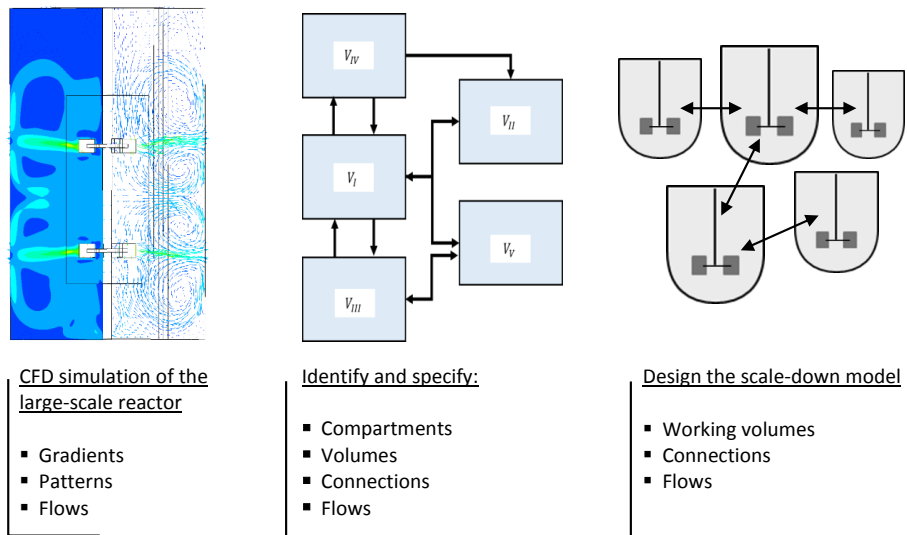 V_IV
V_II
V_I
V_V
V_III
CFD simulation of the
large-scale reactor
▪ Gradients
▪ Patterns
▪ Flows
Identify and specify:
▪ Compartments
▪ Volumes
▪ Connections
▪ Flows
Design the scale-down model
▪ Working volumes
▪ Connections
▪ Flows